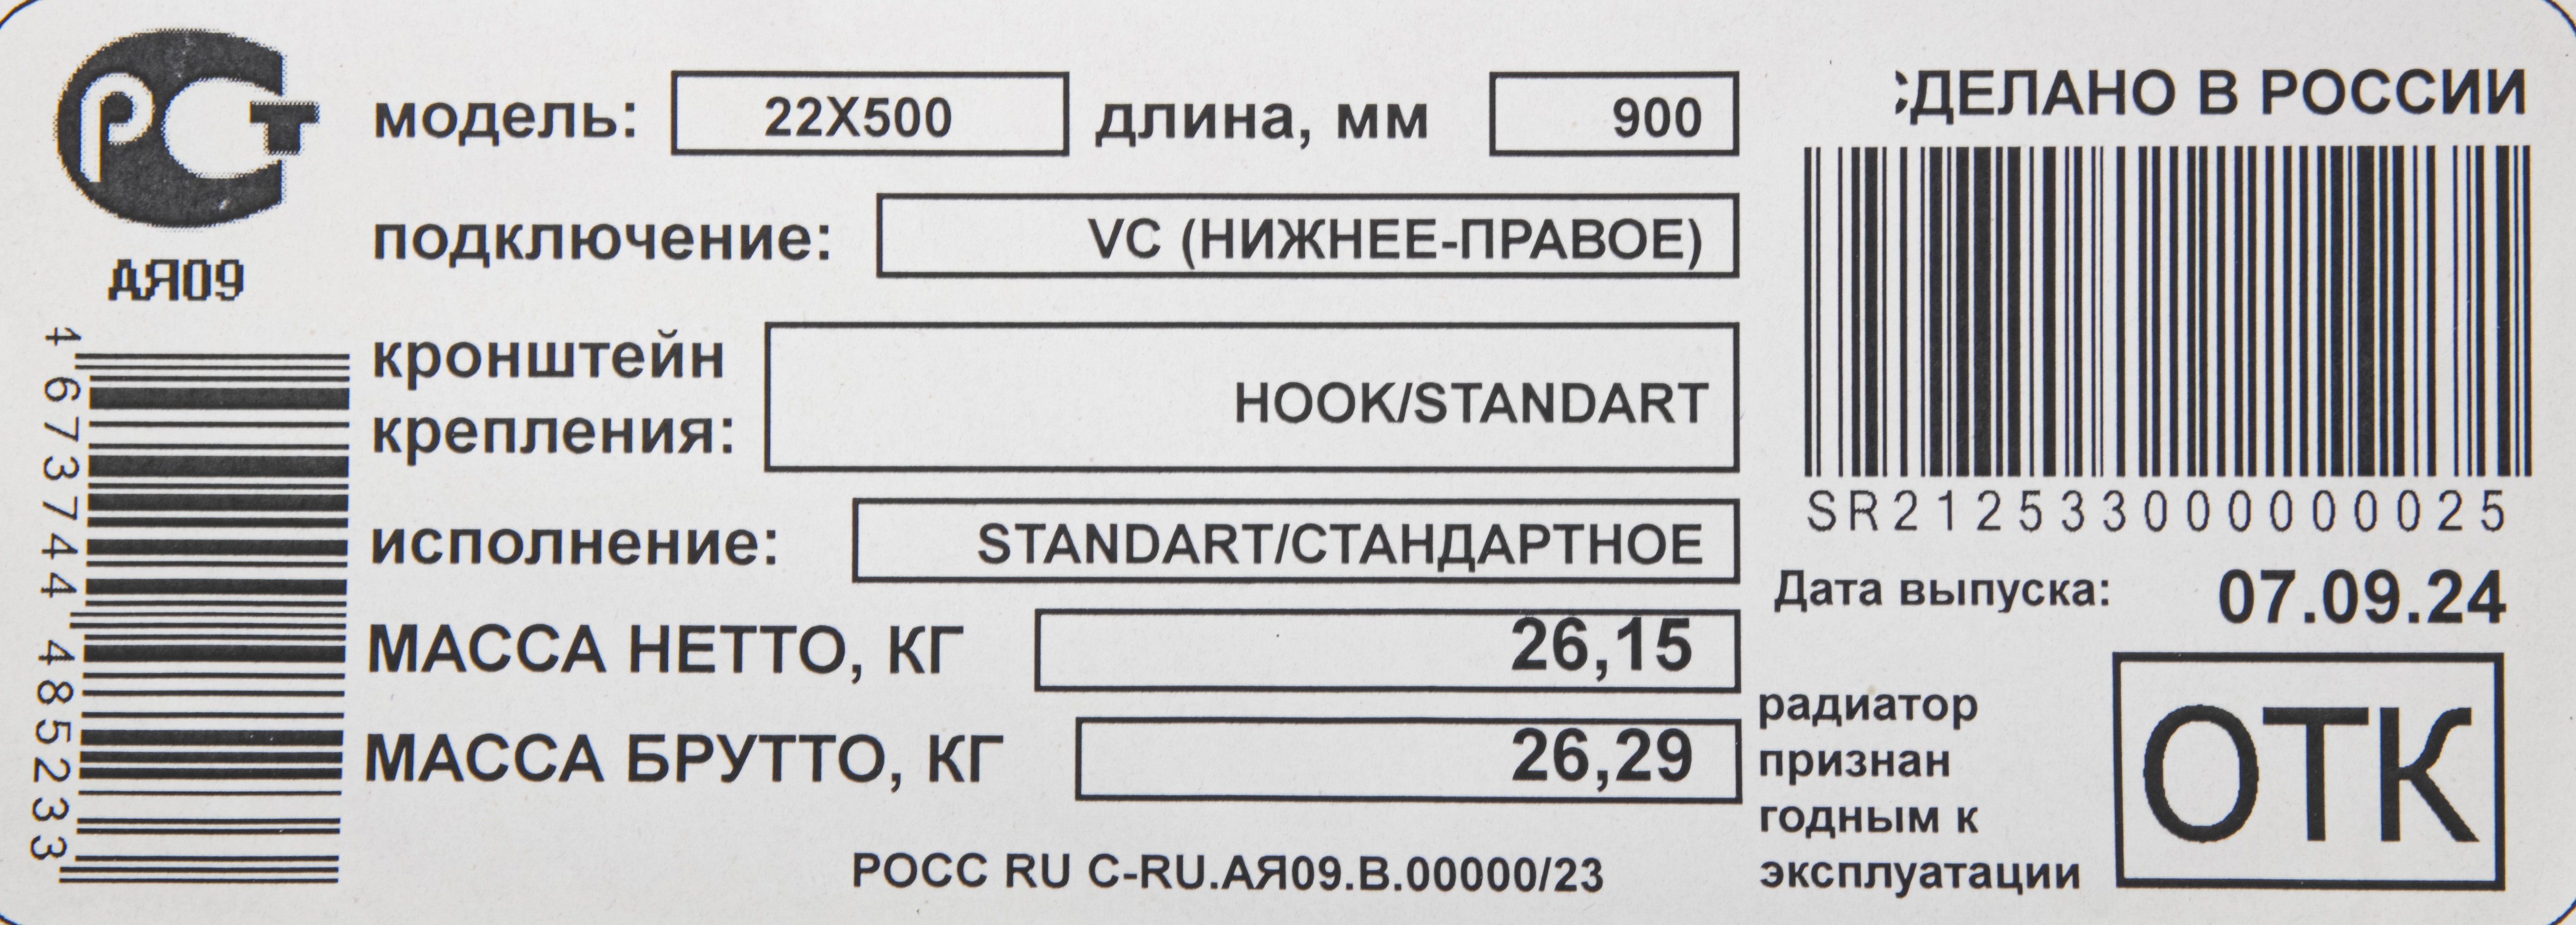 РСТ
АЯ09
4 673744 485233
модель: 22X500 длина, мм 900
подключение: VC (НИЖНЕЕ-ПРАВОЕ)
кронштейн
крепления: HOOK/STANDART
исполнение: STANDART/СТАНДАРТНОЕ
МАССА НЕТТО, КГ 26,15
МАССА БРУТТО, КГ 26,29
РОСС RU С-RU.АЯ09.В.00000/23
СДЕЛАНО В РОССИИ
SR212533000000025
Дата выпуска: 07.09.24
радиатор
признан
годным к
эксплуатации
ОТК